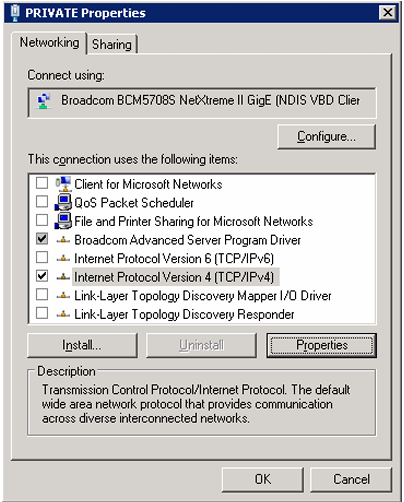 PRIVATE Properties
Networking
Sharing
Connect using:
Broadcom BCM5708S NetXtreme II GigE (NDIS VBD Clier
Configure...
This connection uses the following items:
Client for Microsoft Networks
QoS Packet Scheduler
File and Printer Sharing for Microsoft Networks
Broadcom Advanced Server Program Driver
Internet Protocol Version 6 (TCP/IPv6)
Internet Protocol Version 4 (TCP/IPv4)
Link-Layer Topology Discovery Mapper I/O Driver
Link-Layer Topology Discovery Responder
Install...
Uninstall
Properties
Description
Transmission Control Protocol/Internet Protocol. The default
wide area network protocol that provides communication
across diverse interconnected networks.
OK
Cancel